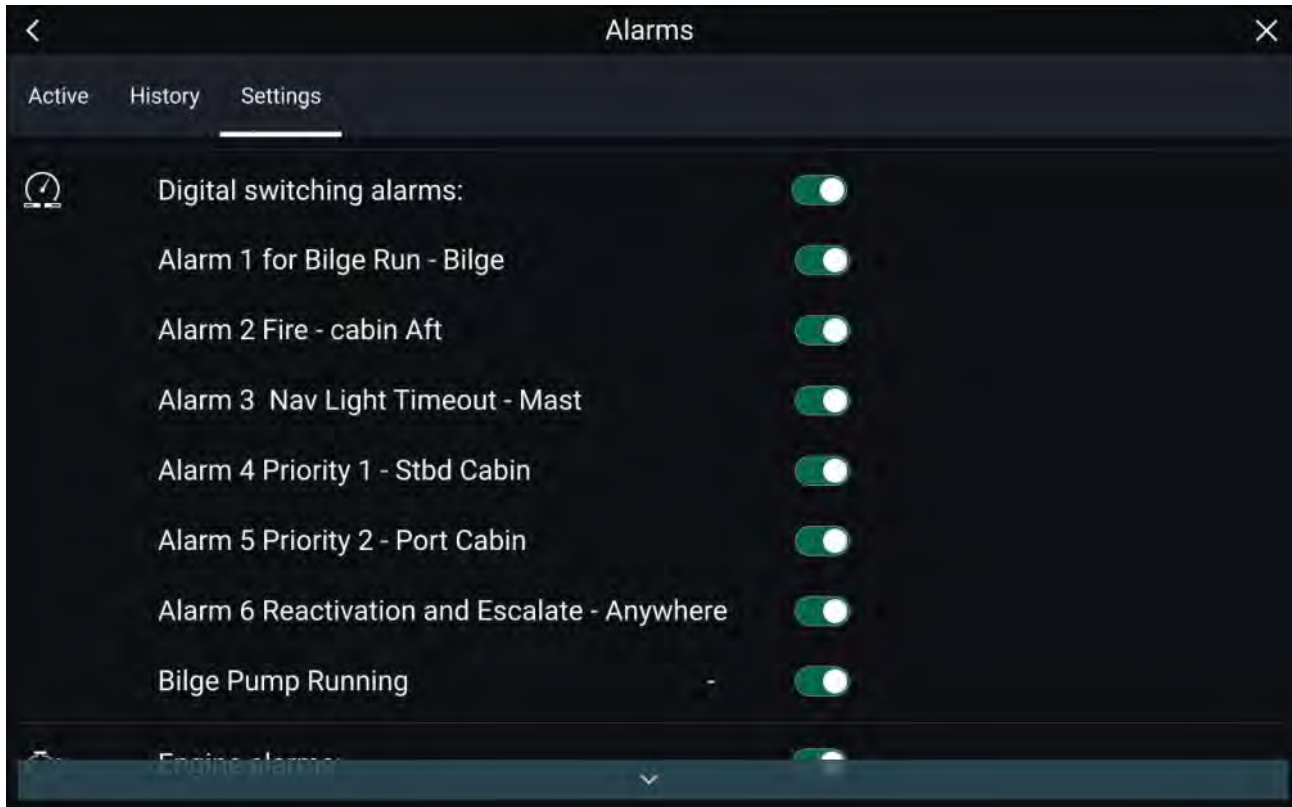 Alarms
Active History Settings
Digital switching alarms:
Alarm 1 for Bilge Run - Bilge
Alarm 2 Fire - cabin Aft
Alarm 3  Nav Light Timeout - Mast
Alarm 4 Priority 1 - Stbd Cabin
Alarm 5 Priority 2 - Port Cabin
Alarm 6 Reactivation and Escalate - Anywhere
Bilge Pump Running -
Engine alarms: